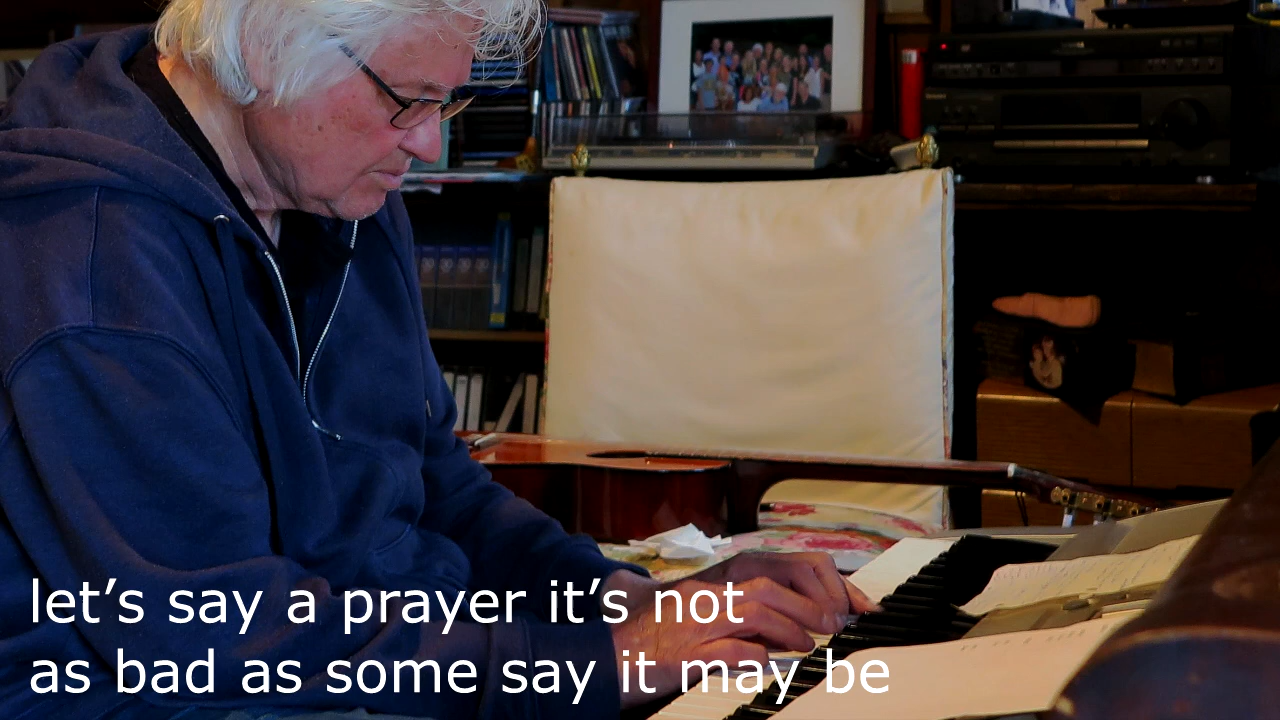 let’s say a prayer it’s not
as bad as some say it may be